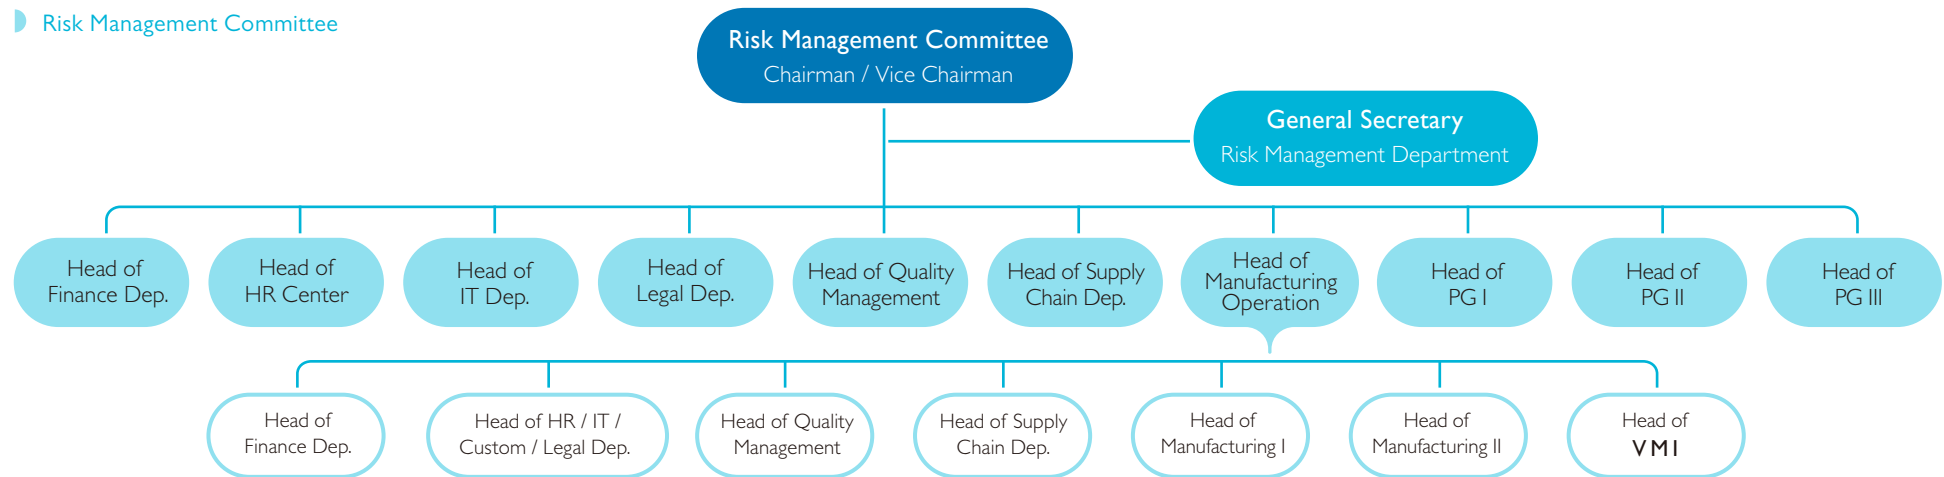 Risk Management Committee
Risk Management Committee
Chairman / Vice Chairman
General Secretary
Risk Management Department
Head of
Finance Dep.
Head of
HR Center
Head of
IT Dep.
Head of
Legal Dep.
Head of Quality
Management
Head of Supply
Chain Dep.
Head of
Manufacturing
Operation
Head of
PG I
Head of
PG II
Head of
PG III
Head of
Finance Dep.
Head of HR / IT /
Custom / Legal Dep.
Head of Quality
Management
Head of Supply
Chain Dep.
Head of
Manufacturing I
Head of
Manufacturing II
Head of
VMI